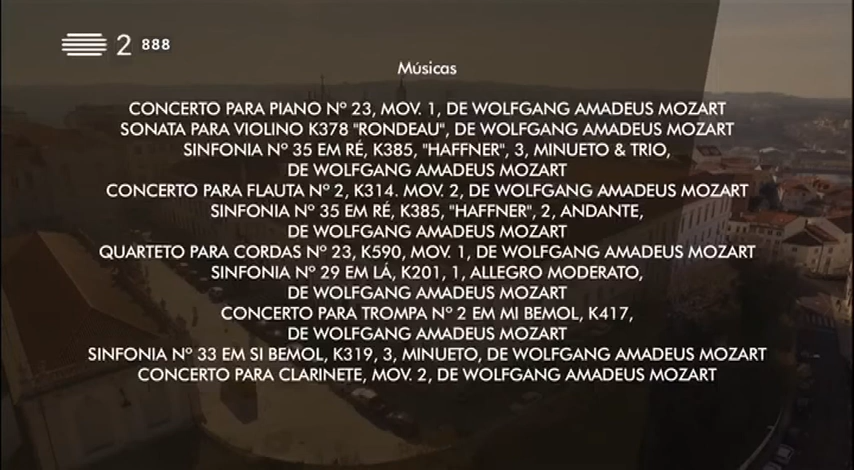 2 888
Músicas
CONCERTO PARA PIANO Nº 23, MOV. 1, DE WOLFGANG AMADEUS MOZART
SONATA PARA VIOLINO K378 "RONDEAU", DE WOLFGANG AMADEUS MOZART
SINFONIA Nº 35 EM RÉ, K385, "HAFFNER", 3, MINUETO & TRIO,
DE WOLFGANG AMADEUS MOZART
CONCERTO PARA FLAUTA Nº 2, K314. MOV. 2, DE WOLFGANG AMADEUS MOZART
SINFONIA Nº 35 EM RÉ, K385, "HAFFNER", 2, ANDANTE,
DE WOLFGANG AMADEUS MOZART
QUARTETO PARA CORDAS Nº 23, K590, MOV. 1, DE WOLFGANG AMADEUS MOZART
SINFONIA Nº 29 EM LÁ, K201, 1, ALLEGRO MODERATO,
DE WOLFGANG AMADEUS MOZART
CONCERTO PARA TROMPA Nº 2 EM MI BEMOL, K417,
DE WOLFGANG AMADEUS MOZART
SINFONIA Nº 33 EM SI BEMOL, K319, 3, MINUETO, DE WOLFGANG AMADEUS MOZART
CONCERTO PARA CLARINETE, MOV. 2, DE WOLFGANG AMADEUS MOZART